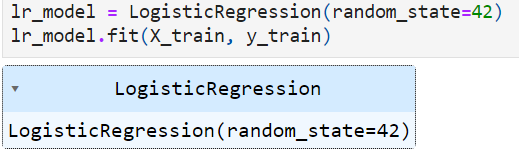 lr_model = LogisticRegression(random_state=42)
lr_model.fit(X_train, y_train)
LogisticRegression
LogisticRegression(random_state=42)